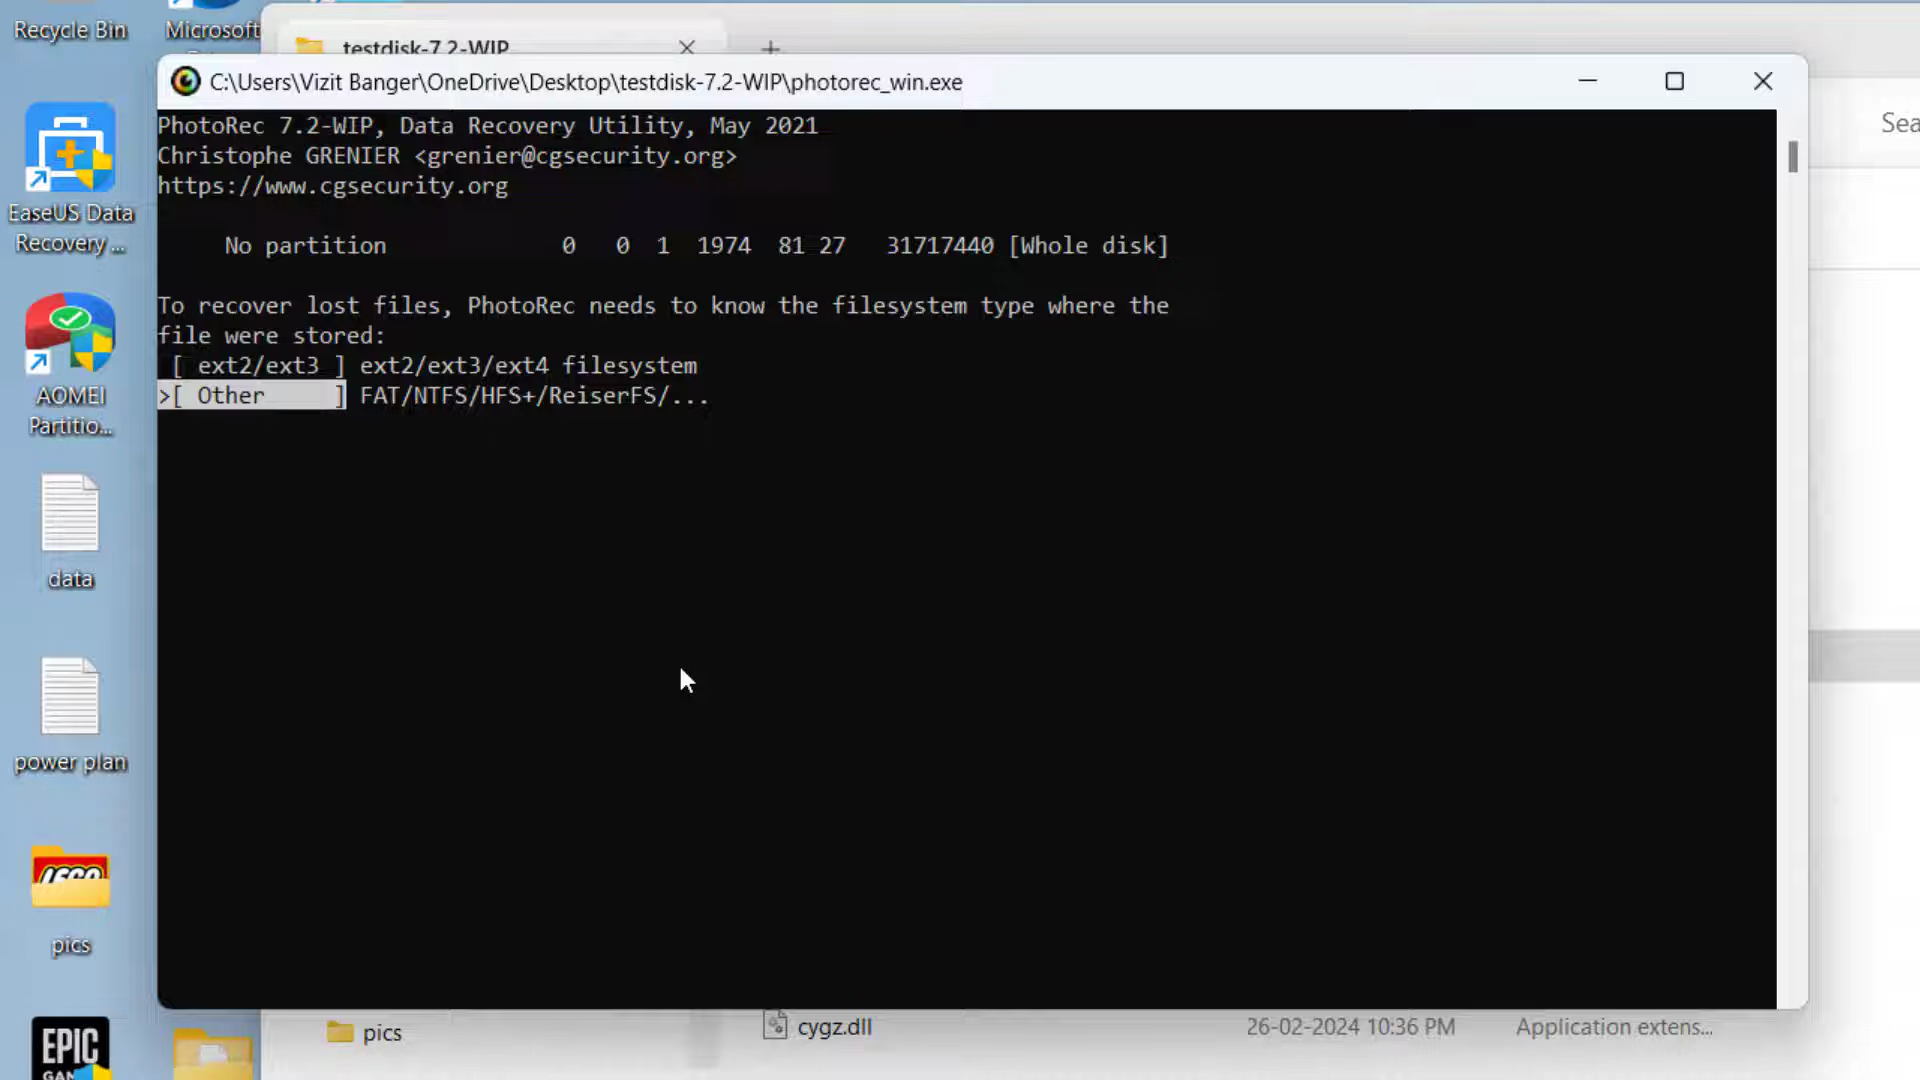 Recycle Bin
Microsoft
testdisk-7.2-WIP
C:\Users\Vizit Banger\OneDrive\Desktop\testdisk-7.2-WIP\photorec_win.exe
Sea
PhotoRec 7.2-WIP, Data Recovery Utility, May 2021
Christophe GRENIER <grenier@cgsecurity.org>
https://www.cgsecurity.org
No partition 0 0 1 1974 81 27 31717440 [Whole disk]
To recover lost files, PhotoRec needs to know the filesystem type where the
file were stored:
[ ext2/ext3 ] ext2/ext3/ext4 filesystem
>[ Other ] FAT/NTFS/HFS+/ReiserFS/...
EaseUS Data
Recovery ...
AOMEI
Partitio...
data
power plan
LEGO
pics
EPIC
GAM
pics
cygz.dll
26-02-2024 10:36 PM
Application extens...